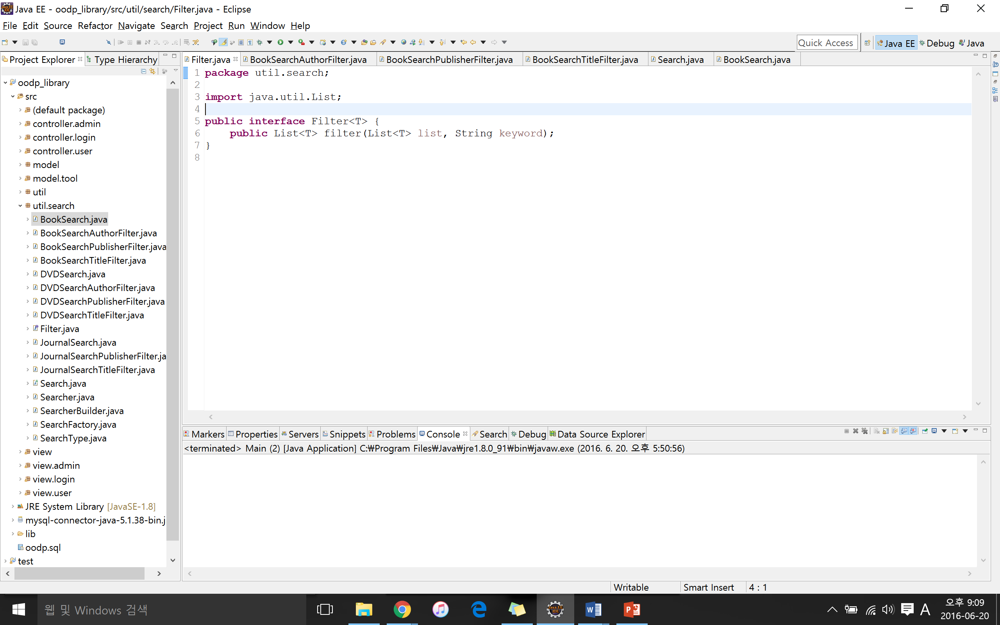 Java EE - oodp_library/src/util/search/Filter.java - Eclipse
File Edit Source Refactor Navigate Search Project Run Window Help
Quick Access Java EE Debug Java
Project Explorer Type Hierarchy
Filter.java BookSearchAuthorFilter.java BookSearchPublisherFilter.java BookSearchTitleFilter.java Search.java BookSearch.java
oodp_library
src
(default package)
controller.admin
controller.login
controller.user
model
model.tool
util
util.search
BookSearch.java
BookSearchAuthorFilter.java
BookSearchPublisherFilter.java
BookSearchTitleFilter.java
DVDSearch.java
DVDSearchAuthorFilter.java
DVDSearchPublisherFilter.java
DVDSearchTitleFilter.java
Filter.java
JournalSearch.java
JournalSearchPublisherFilter.ja
JournalSearchTitleFilter.java
Search.java
Searcher.java
SearcherBuilder.java
SearchFactory.java
SearchType.java
view
view.admin
view.login
view.user
JRE System Library [JavaSE-1.8]
mysql-connector-java-5.1.38-bin.j
lib
oodp.sql
test
1 package util.search;
2
3 import java.util.List;
4
5 public interface Filter<T> {
6 public List<T> filter(List<T> list, String keyword);
7 }
8
Markers Properties Servers Snippets Problems Console Search Debug Data Source Explorer
<terminated> Main (2) [Java Application] C:₩Program Files₩Java₩jre1.8.0_91₩bin₩javaw.exe (2016. 6. 20. 오후 5:50:56)
Writable Smart Insert 4 : 1
웹 및 Windows 검색
A
오후 9:09
2016-06-20